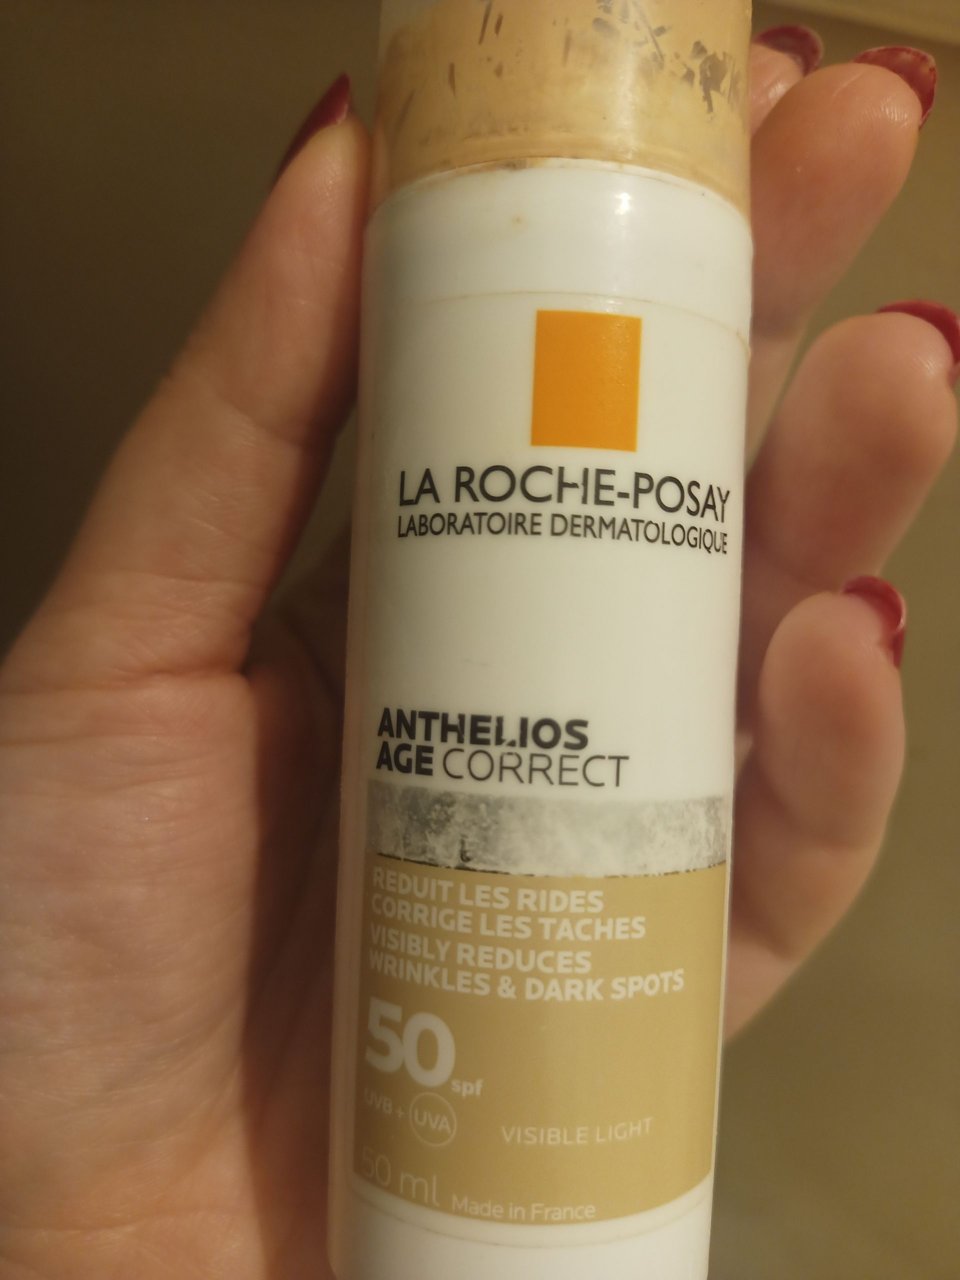 LA ROCHE-POSAY
LABORATOIRE DERMATOLOGIQUE
ANTHELIOS
AGE CORRECT
REDUIT LES RIDES
CORRIGE LES TACHES
VISIBLY REDUCES
WRINKLES & DARK SPOTS
50 spf
UVB + UVA VISIBLE LIGHT
50 ml Made in France